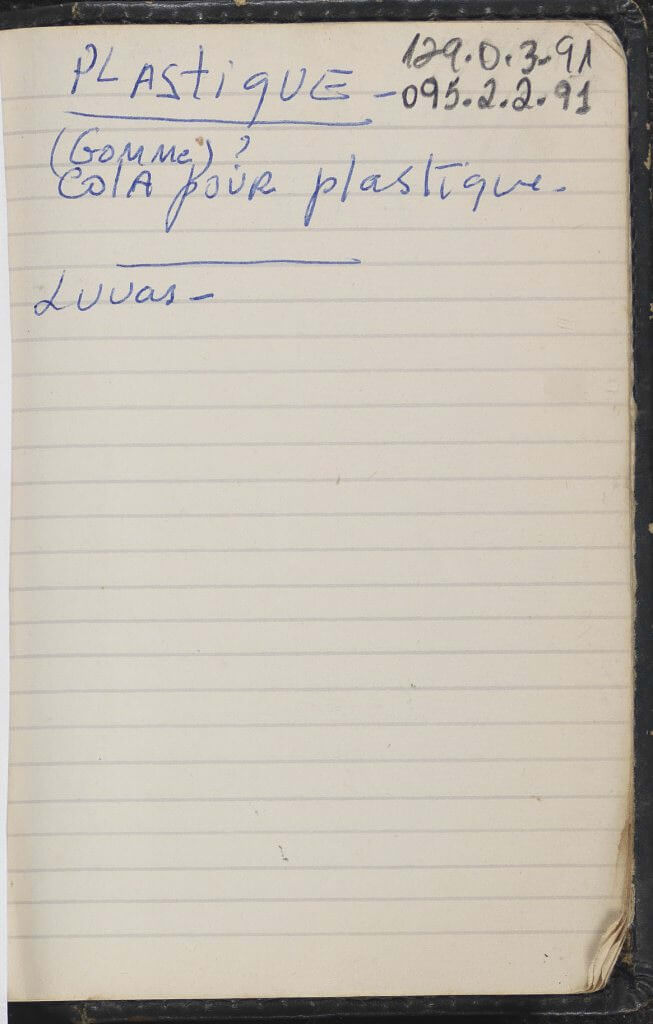 PLAStiqUE -
129.0.3-91
095.2.2.91
(GOMMe) ?
ColA poUR plastique.
Luvas -